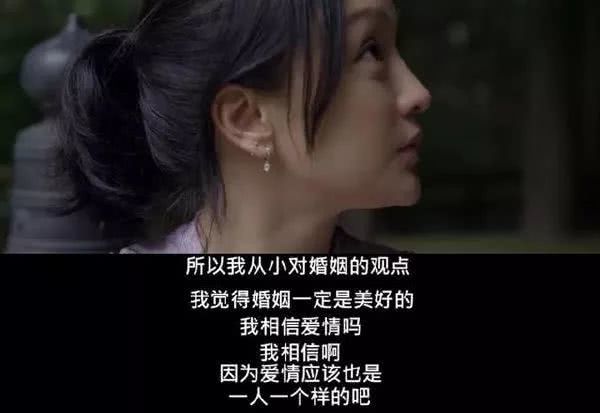 所以我从小对婚姻的观点
我觉得婚姻一定是美好的
我相信爱情吗
我相信啊
因为爱情应该也是
一人一个样的吧